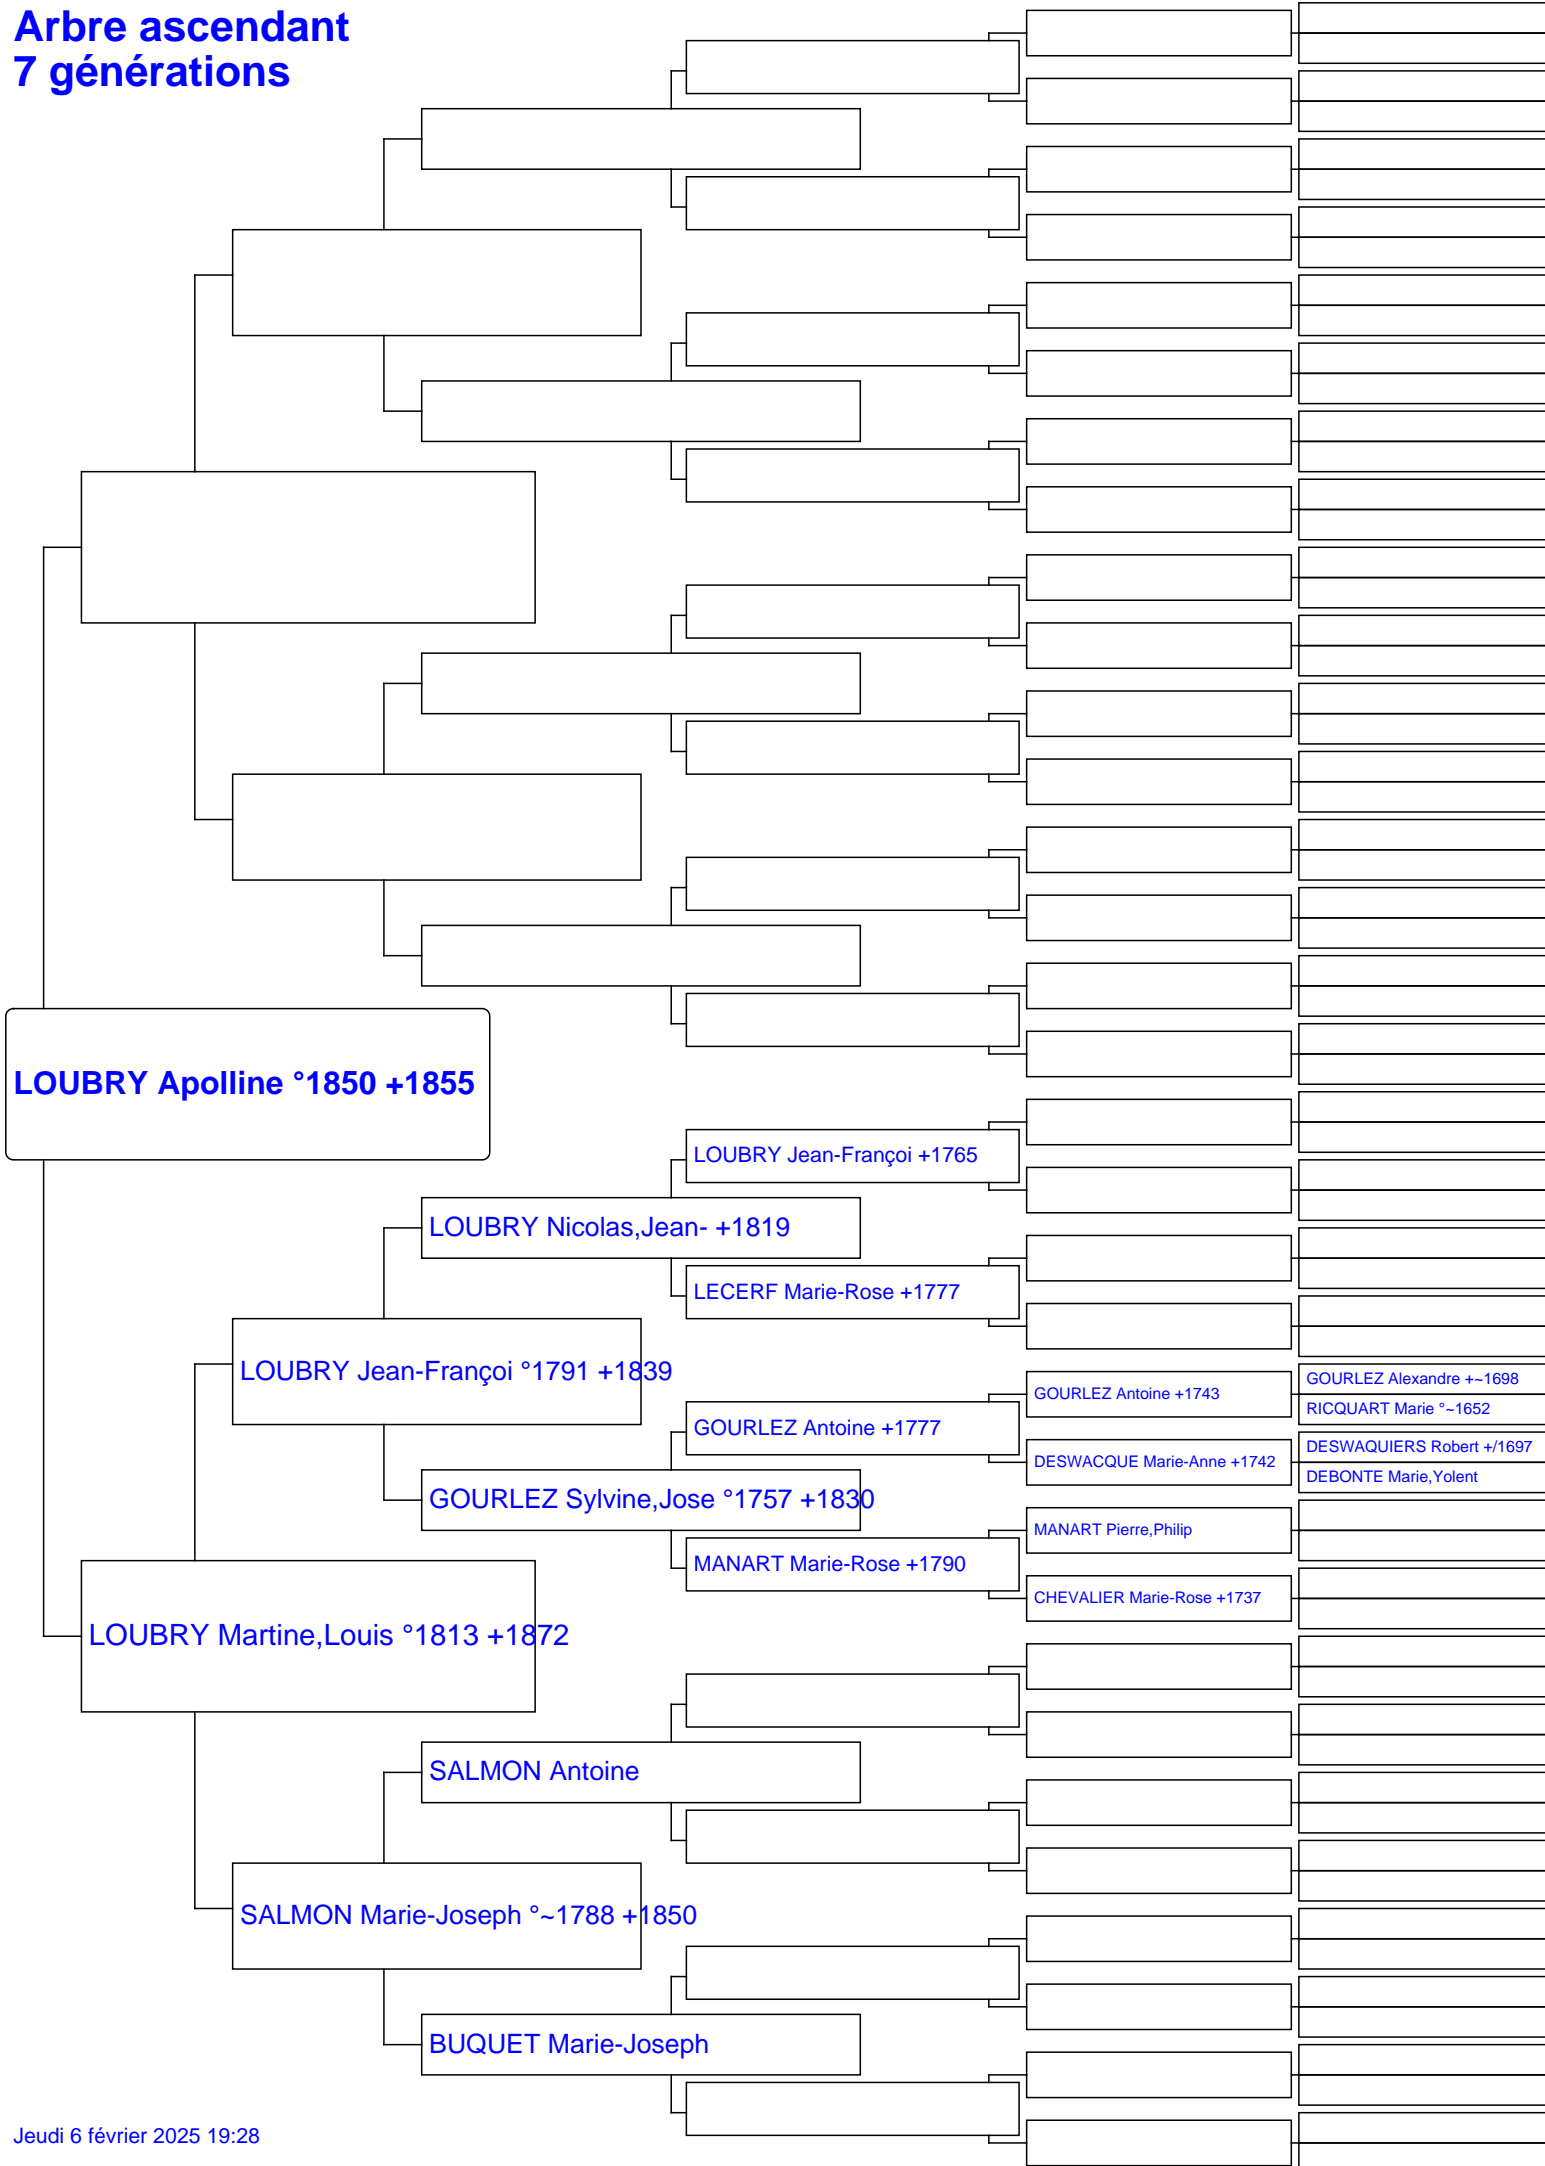 Arbre ascendant
7 générations
LOUBRY Apolline °1850 +1855
LOUBRY Jean-Françoi +1765
LOUBRY Nicolas,Jean- +1819
LECERF Marie-Rose +1777
LOUBRY Jean-Françoi °1791 +1839
GOURLEZ Alexandre +~1698
GOURLEZ Antoine +1743
RICQUART Marie °~1652
GOURLEZ Antoine +1777
DESWAQUIERS Robert +/1697
DESWACQUE Marie-Anne +1742
DEBONTE Marie,Yolent
GOURLEZ Sylvine,Jose °1757 +1830
MANART Pierre,Philip
MANART Marie-Rose +1790
CHEVALIER Marie-Rose +1737
LOUBRY Martine,Louis °1813 +1872
SALMON Antoine
SALMON Marie-Joseph °~1788 +1850
BUQUET Marie-Joseph
Jeudi 6 février 2025 19:28